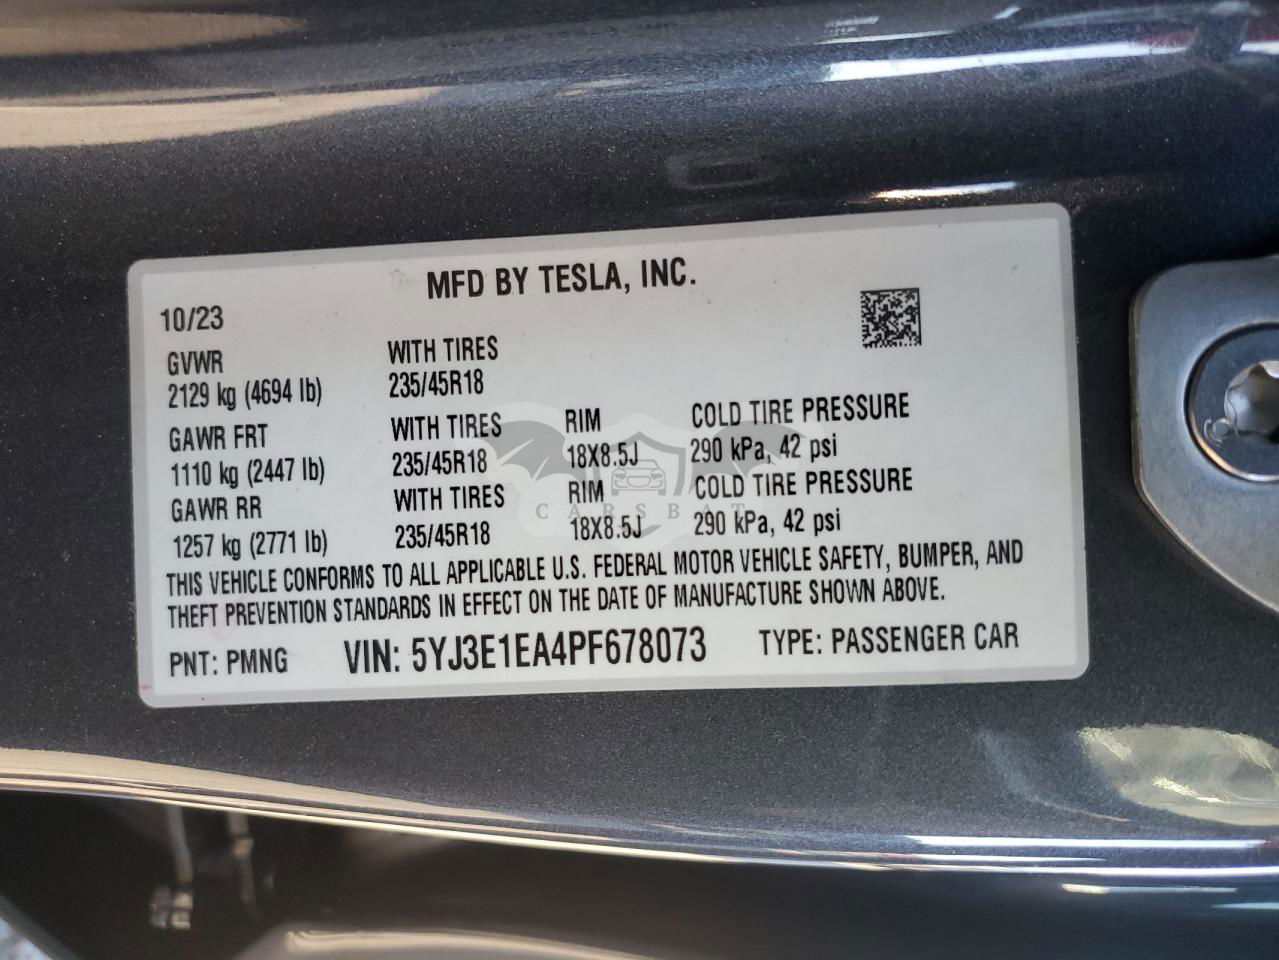 MFD BY TESLA, INC.
10/23
GVWR
2129 kg (4694 lb)
WITH TIRES
235/45R18
GAWR FRT
1110 kg (2447 lb)
WITH TIRES
235/45R18
RIM
18X8.5J
COLD TIRE PRESSURE
290 kPa, 42 psi
GAWR RR
1257 kg (2771 lb)
WITH TIRES
235/45R18
RIM
18X8.5J
COLD TIRE PRESSURE
290 kPa, 42 psi
CARSBAT
THIS VEHICLE CONFORMS TO ALL APPLICABLE U.S. FEDERAL MOTOR VEHICLE SAFETY, BUMPER, AND
THEFT PREVENTION STANDARDS IN EFFECT ON THE DATE OF MANUFACTURE SHOWN ABOVE.
PNT: PMNG VIN: 5YJ3E1EA4PF678073 TYPE: PASSENGER CAR